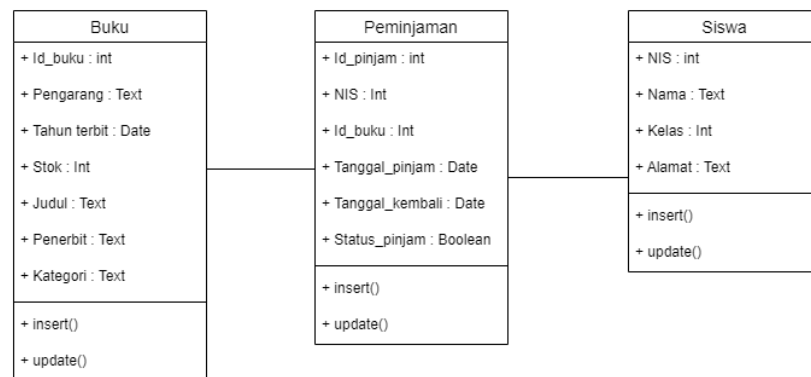 Buku
+ Id_buku : int
+ Pengarang : Text
+ Tahun terbit : Date
+ Stok : Int
+ Judul : Text
+ Penerbit : Text
+ Kategori : Text
+ insert()
+ update()
Peminjaman
+ Id_pinjam : int
+ NIS : Int
+ Id_buku : Int
+ Tanggal_pinjam : Date
+ Tanggal_kembali : Date
+ Status_pinjam : Boolean
+ insert()
+ update()
Siswa
+ NIS : int
+ Nama : Text
+ Kelas : Int
+ Alamat : Text
+ insert()
+ update()